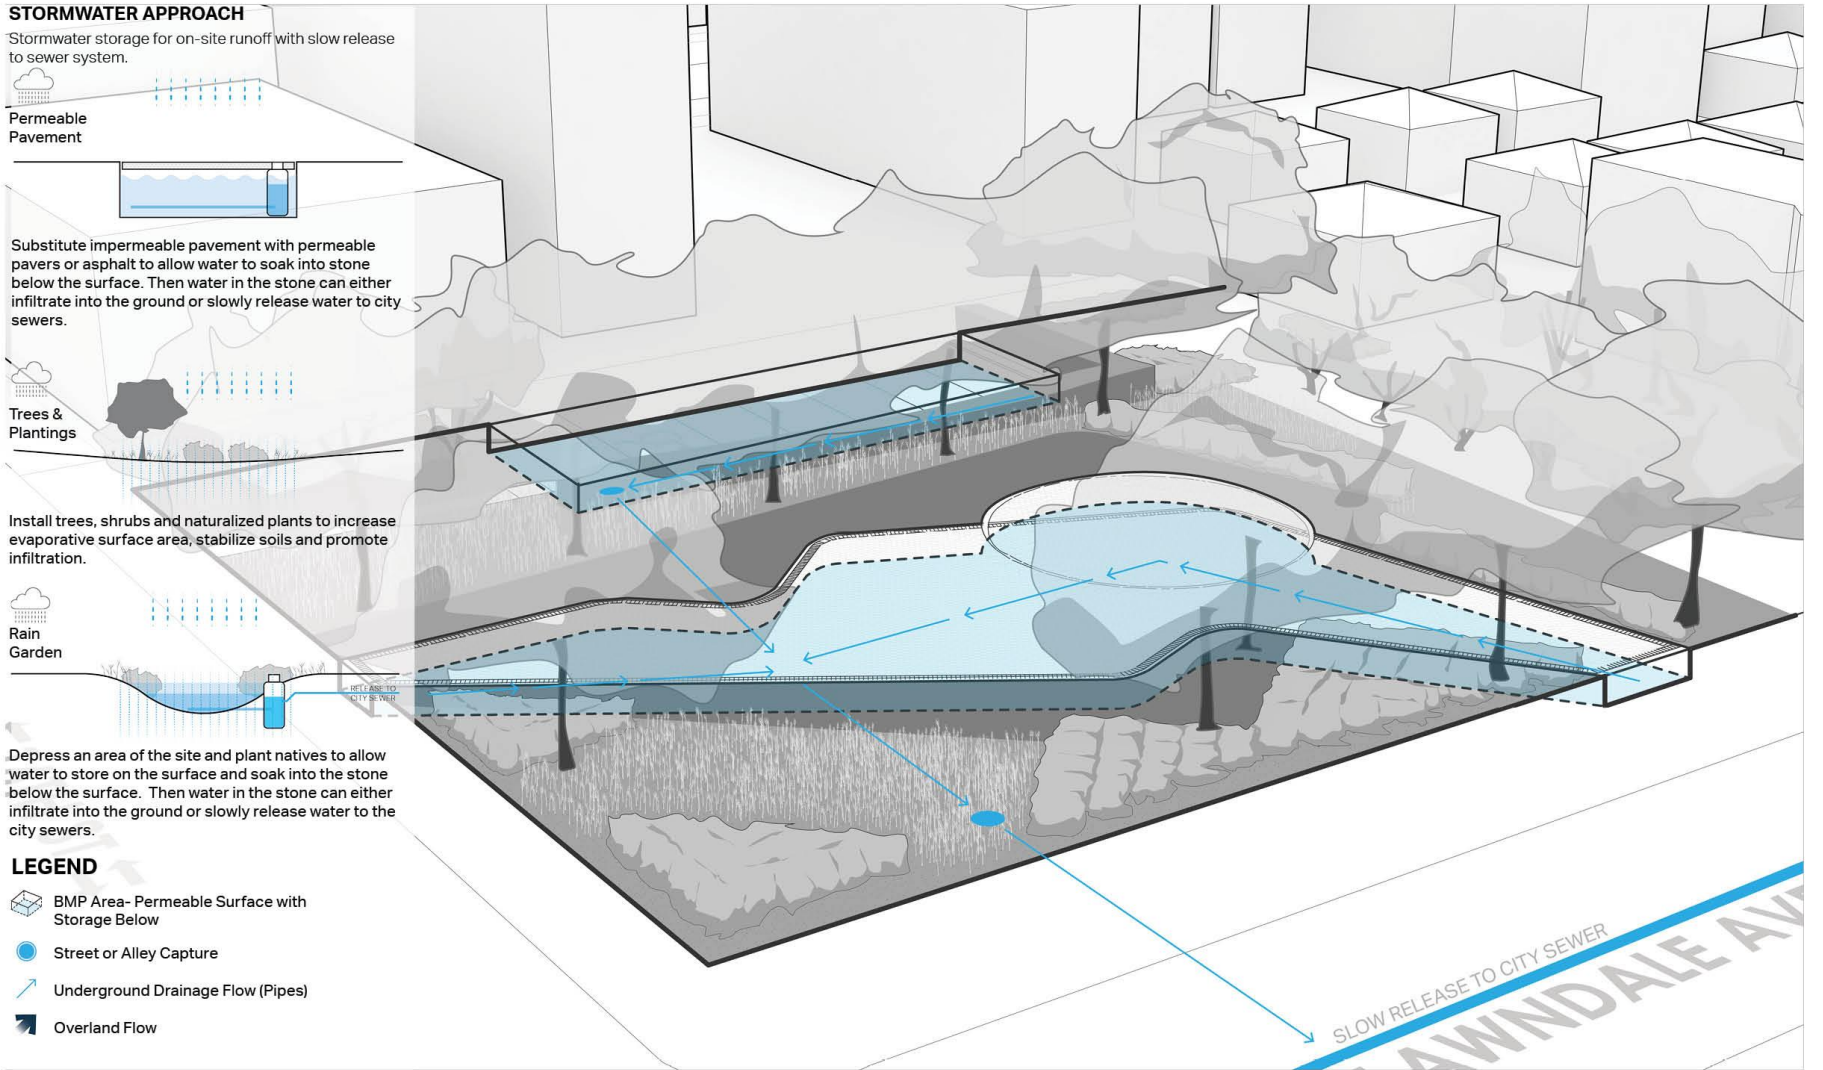 STORMWATER APPROACH
Stormwater storage for on-site runoff with slow release
to sewer system.
Permeable
Pavement
Substitute impermeable pavement with permeable
pavers or asphalt to allow water to soak into stone
below the surface. Then water in the stone can either
infiltrate into the ground or slowly release water to city
sewers.
Trees &
Plantings
Install trees, shrubs and naturalized plants to increase
evaporative surface area, stabilize soils and promote
infiltration.
Rain
Garden
RELEASE TO
CITY SEWER
Depress an area of the site and plant natives to allow
water to store on the surface and soak into the stone
below the surface. Then water in the stone can either
infiltrate into the ground or slowly release water to the
city sewers.
LEGEND
BMP Area- Permeable Surface with
Storage Below
Street or Alley Capture
Underground Drainage Flow (Pipes)
Overland Flow
SLOW RELEASE TO CITY SEWER
LAWNDALE AVE